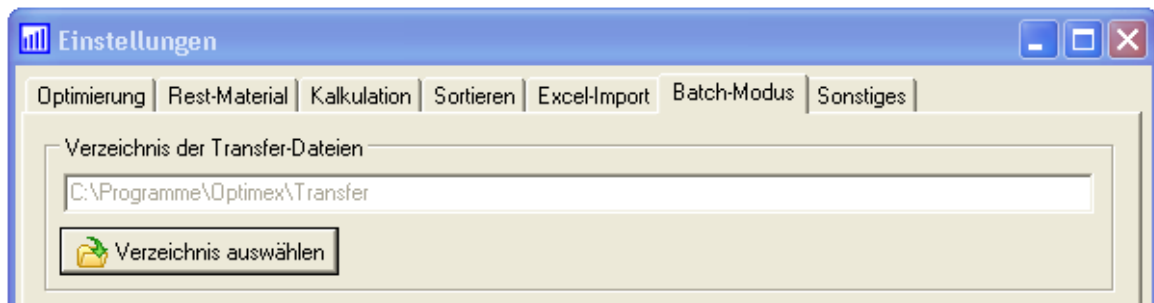 Einstellungen
Optimierung Rest-Material Kalkulation Sortieren Excel-Import Batch-Modus Sonstiges
Verzeichnis der Transfer-Dateien
C:\Programme\Optimex\Transfer
Verzeichnis auswählen